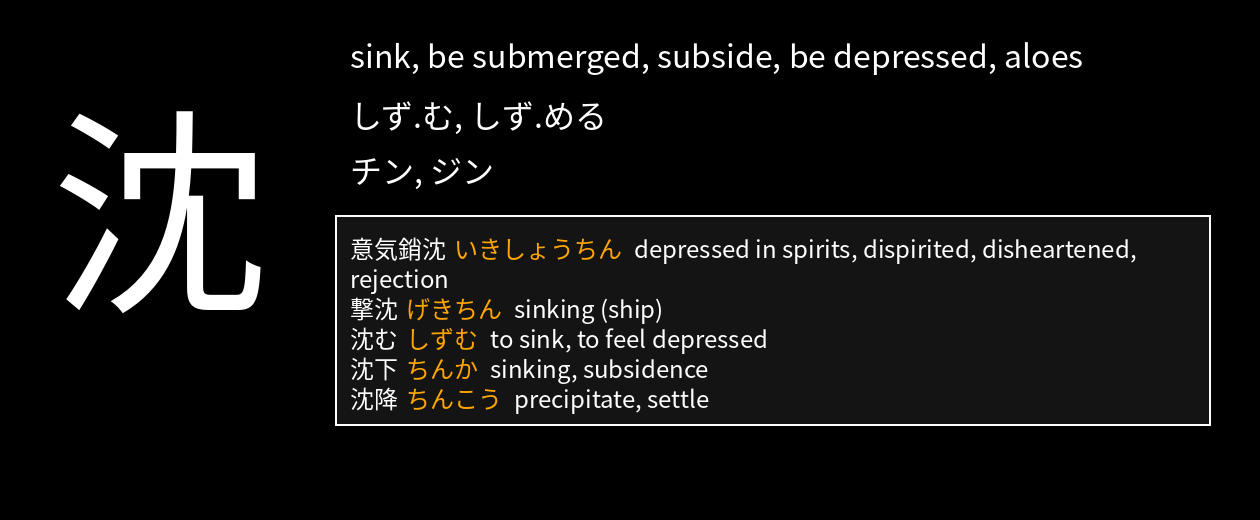 沈
sink, be submerged, subside, be depressed, aloes
しず.む, しず.める
チン, ジン
意気銷沈 いきしょうちん depressed in spirits, dispirited, disheartened,
rejection
撃沈 げきちん sinking (ship)
沈む しずむ to sink, to feel depressed
沈下 ちんか sinking, subsidence
沈降 ちんこう precipitate, settle